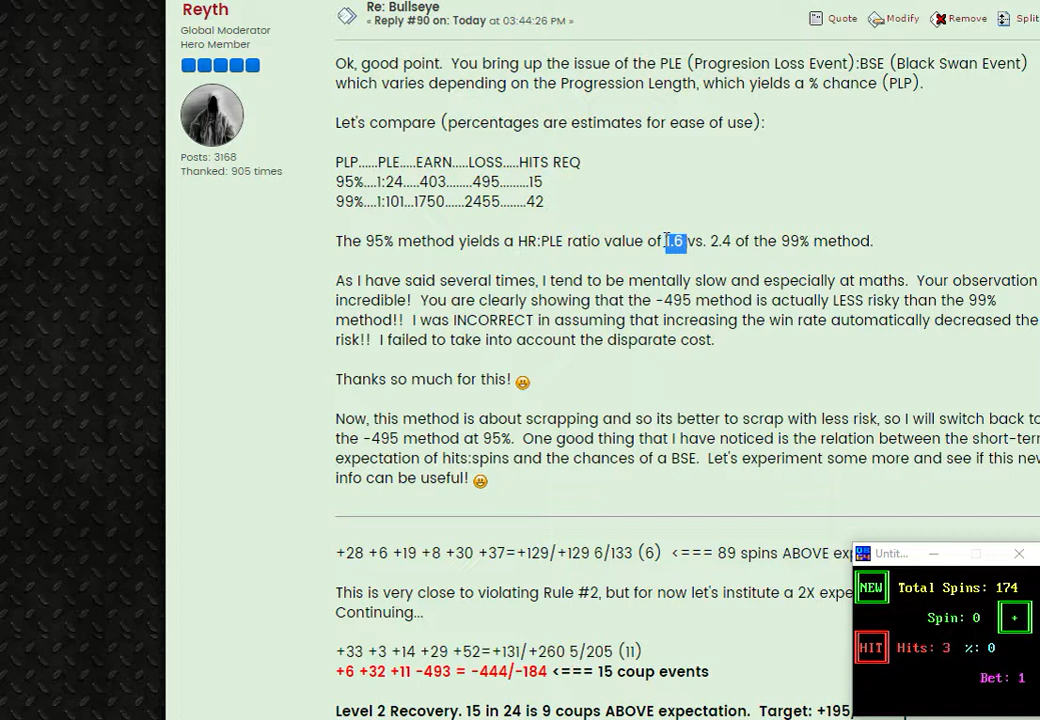 Reyth
Global Moderator
Hero Member
Posts: 3168
Thanked: 905 times
Re: Bullseye
« Reply #90 on: Today at 03:44:26 PM »
Quote Modify Remove Split
Ok, good point. You bring up the issue of the PLE (Progresion Loss Event):BSE (Black Swan Event)
which varies depending on the Progression Length, which yields a % chance (PLP).
Let's compare (percentages are estimates for ease of use):
PLP......PLE.....EARN.....LOSS.....HITS REQ
95%....1:24.....403........495.........15
99%....1:101...1750......2455........42
The 95% method yields a HR:PLE ratio value of 1.6 vs. 2.4 of the 99% method.
As I have said several times, I tend to be mentally slow and especially at maths. Your observation
incredible! You are clearly showing that the -495 method is actually LESS risky than the 99%
method!! I was INCORRECT in assuming that increasing the win rate automatically decreased the
risk!! I failed to take into account the disparate cost.
Thanks so much for this!
Now, this method is about scrapping and so its better to scrap with less risk, so I will switch back to
the -495 method at 95%. One good thing that I have noticed is the relation between the short-term
expectation of hits:spins and the chances of a BSE. Let's experiment some more and see if this new
info can be useful!
+28 +6 +19 +8 +30 +37=+129/+129 6/133 (6) <=== 89 spins ABOVE exp
This is very close to violating Rule #2, but for now let's institute a 2X expe
Continuing...
+33 +3 +14 +29 +52=+131/+260 5/205 (11)
+6 +32 +11 -493 = -444/-184 <=== 15 coup events
Level 2 Recovery. 15 in 24 is 9 coups ABOVE expectation. Target: +195/
Untit...
NEW Total Spins: 174
Spin: 0 +
HIT Hits: 3 %: 0
Bet: 1